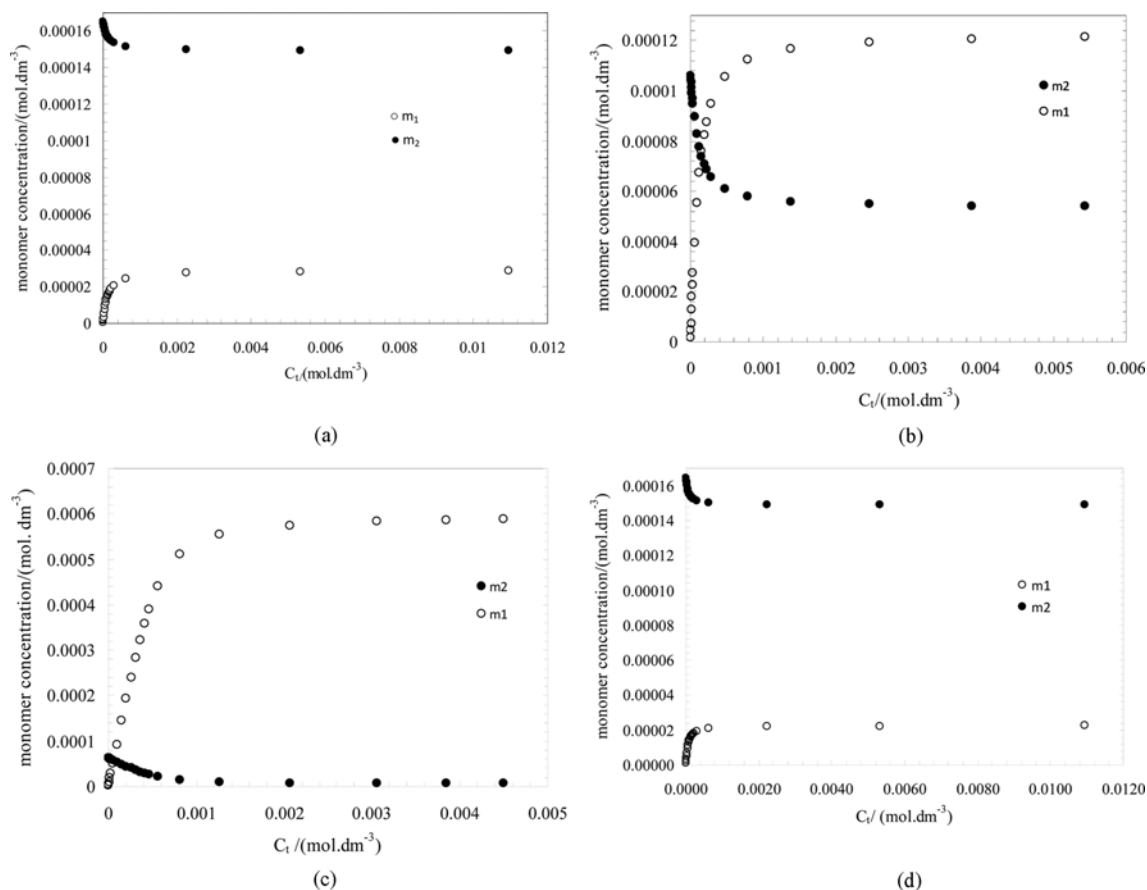 monomer concentration/(mol.dm-3)
0.00016
0.00014
0.00012
0.0001
0.00008
0.00006
0.00004
0.00002
0
m1
m2
0 0.002 0.004 0.006 0.008 0.01 0.012
Ct/(mol.dm-3)
(a)
monomer concentration/(mol.dm-3)
0.00012
0.0001
0.00008
0.00006
0.00004
0.00002
0
m2
m1
0 0.001 0.002 0.003 0.004 0.005 0.006
Ct/(mol.dm-3)
(b)
monomer concentration/(mol. dm-3)
0.0007
0.0006
0.0005
0.0004
0.0003
0.0002
0.0001
0
m2
m1
0 0.001 0.002 0.003 0.004 0.005
Ct /(mol.dm-3)
(c)
monomer concentration/(mol.dm-3)
0.00016
0.00014
0.00012
0.00010
0.00008
0.00006
0.00004
0.00002
0.00000
m1
m2
0.0000 0.0020 0.0040 0.0060 0.0080 0.0100 0.0120
Ct/ (mol.dm-3)
(d)